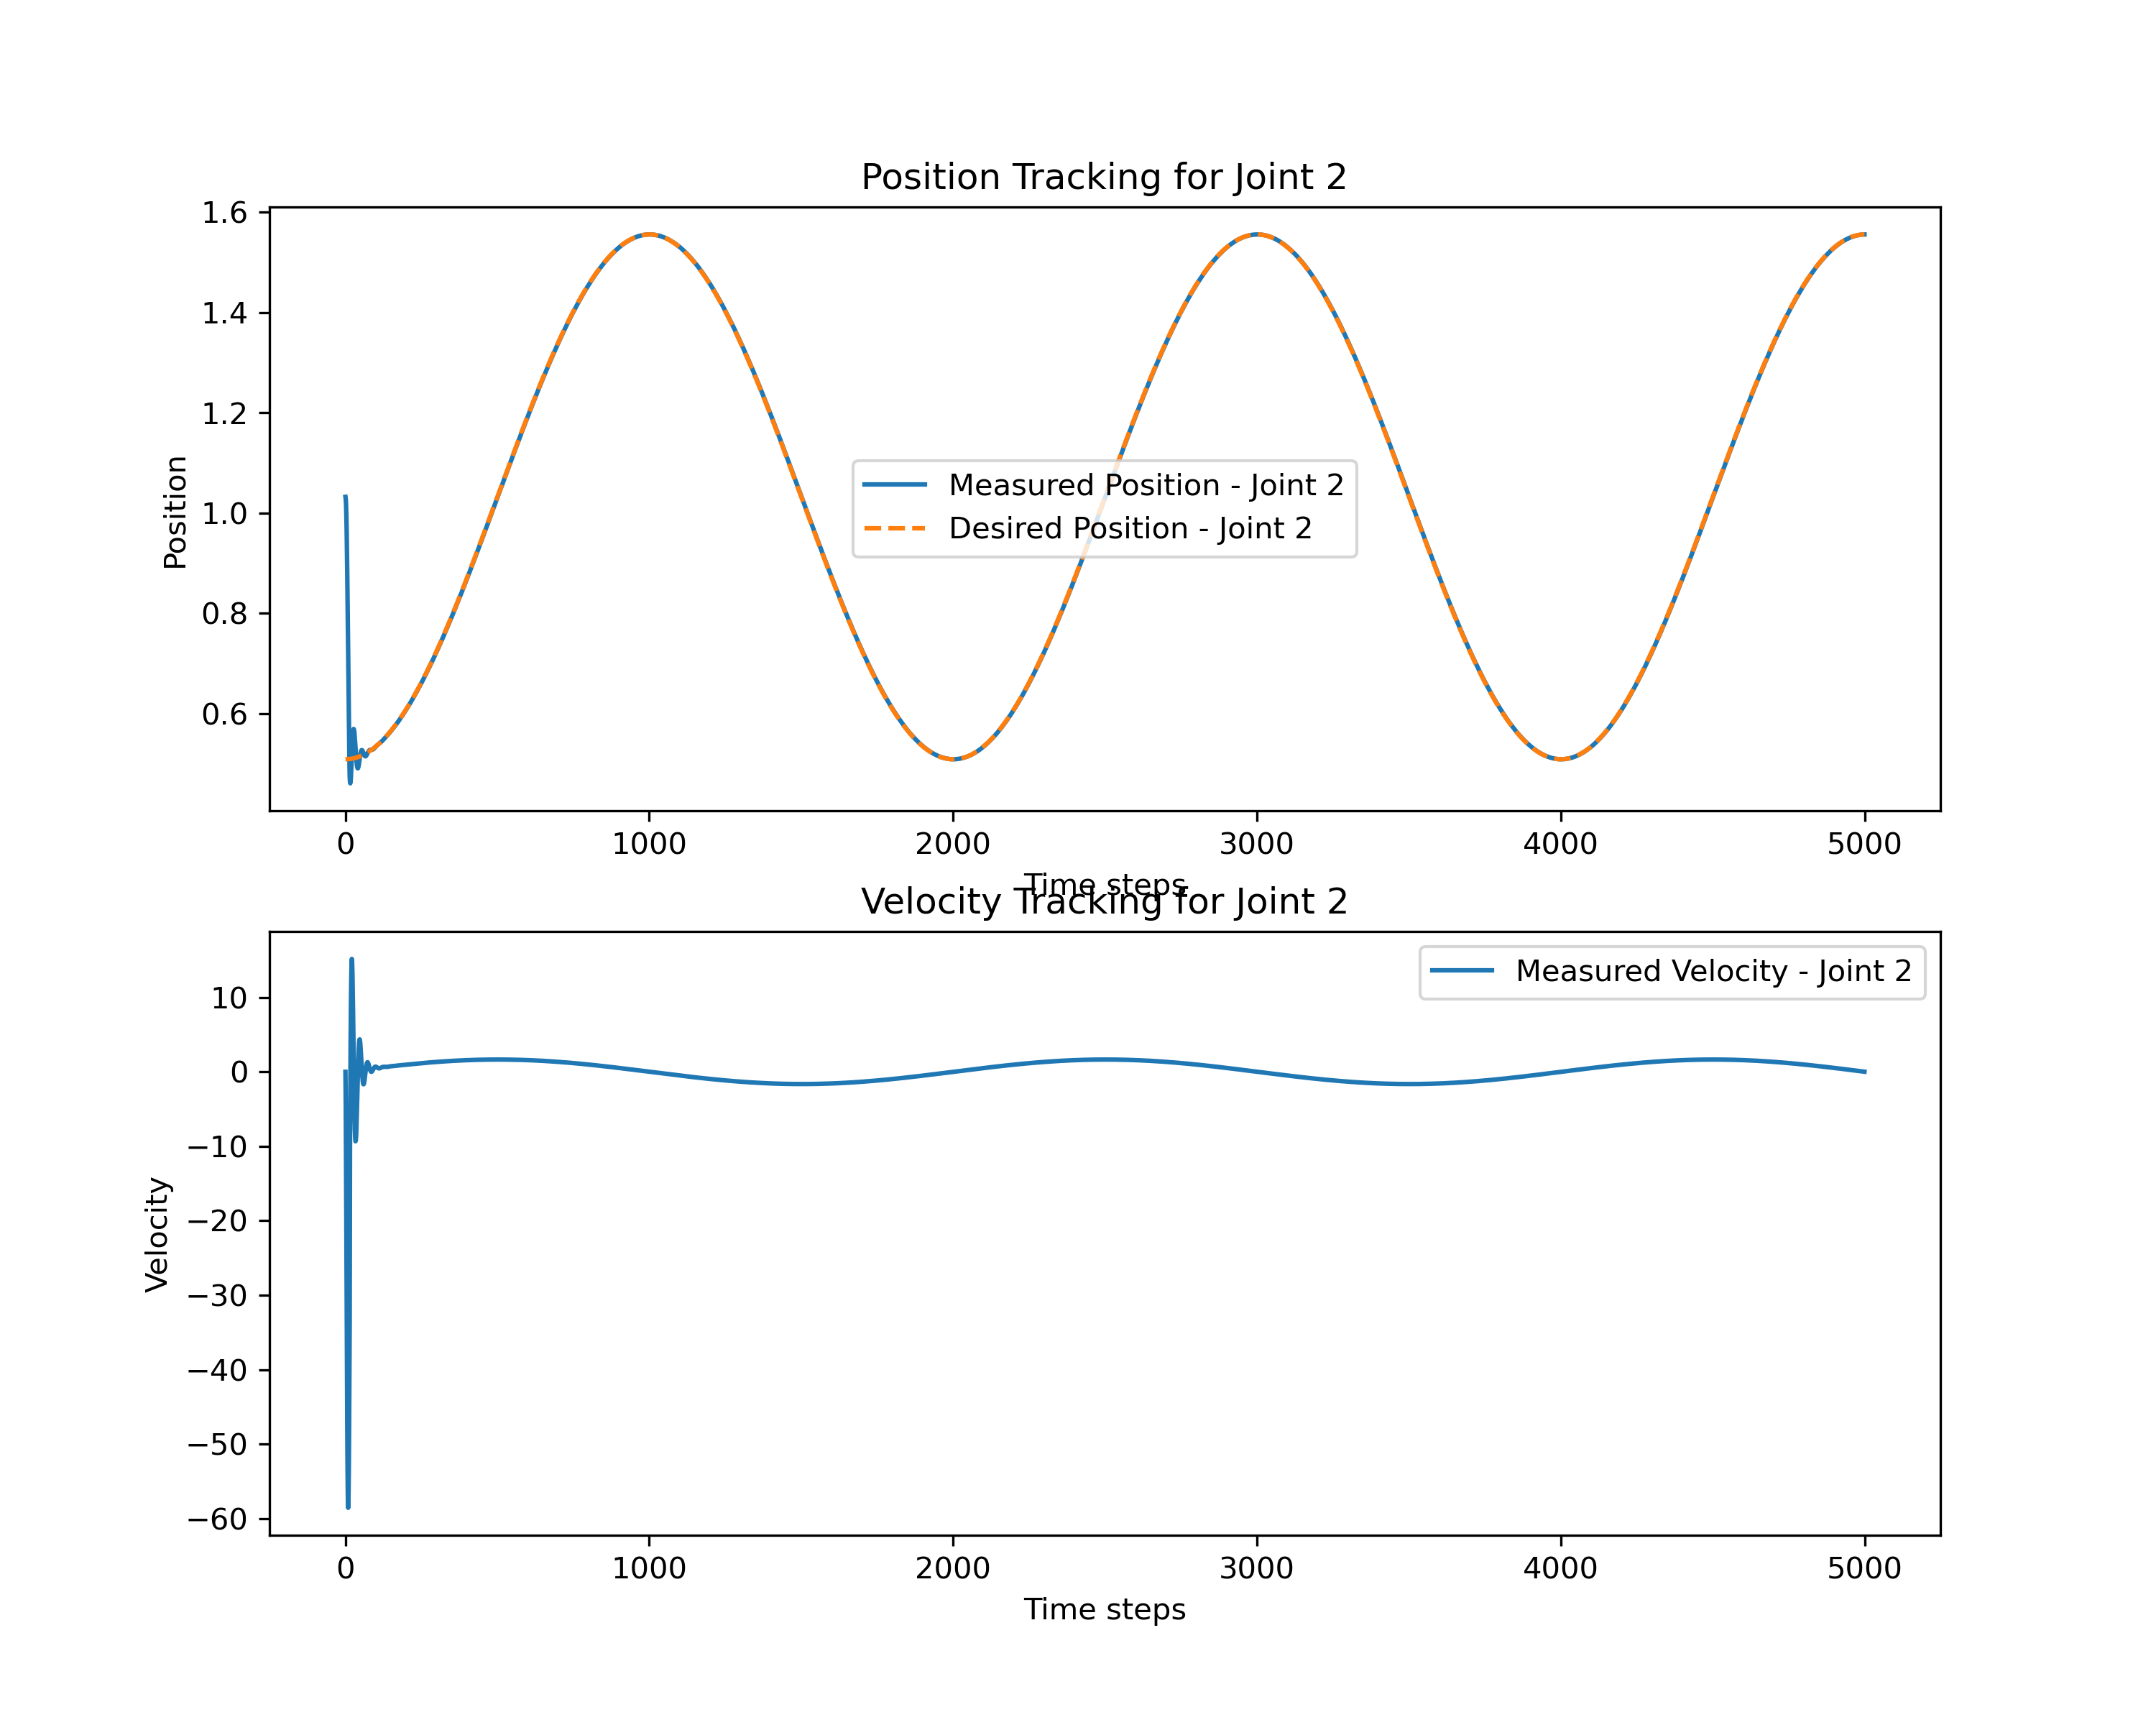 Position Tracking for Joint 2
1.6
1.4
1.2
1.0
0.8
0.6
Position
Measured Position - Joint 2
Desired Position - Joint 2
0 1000 2000 3000 4000 5000
Time steps
Velocity Tracking for Joint 2
10
0
−10
−20
−30
−40
−50
−60
Velocity
Measured Velocity - Joint 2
0 1000 2000 3000 4000 5000
Time steps